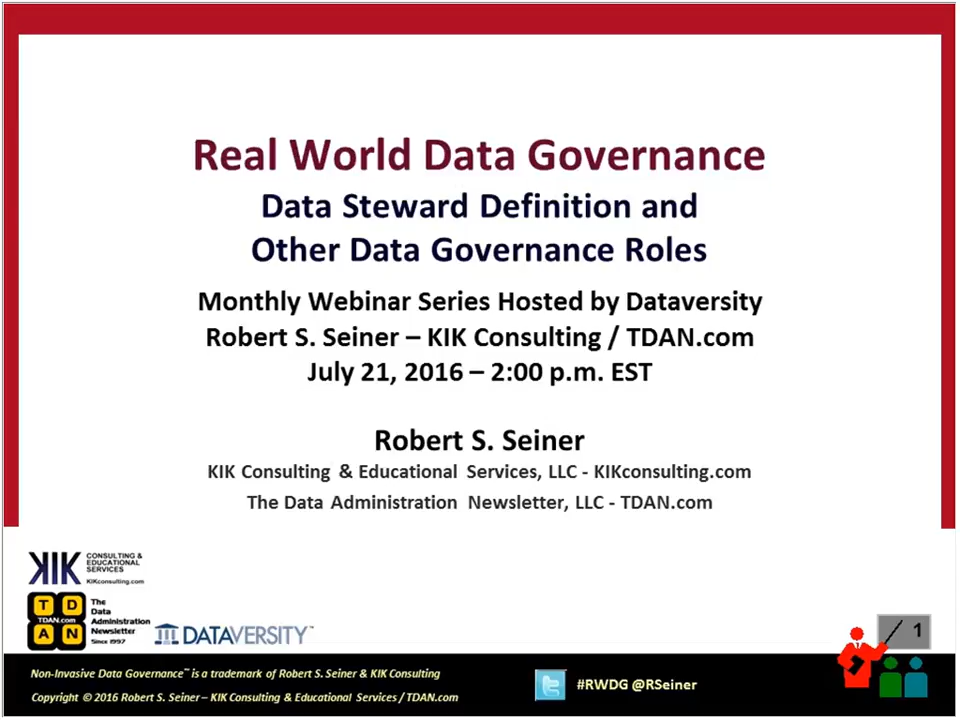 Real World Data Governance
Data Steward Definition and
Other Data Governance Roles
Monthly Webinar Series Hosted by Dataversity
Robert S. Seiner – KIK Consulting / TDAN.com
July 21, 2016 – 2:00 p.m. EST
Robert S. Seiner
KIK Consulting & Educational Services, LLC - KIKconsulting.com
The Data Administration Newsletter, LLC - TDAN.com
KIK
CONSULTING &
EDUCATIONAL
SERVICES
KIKconsulting.com
T D
TDAN.com
A N
The
Data
Administration
Newsletter
Since 1997
DATAVERSITY™
1
Non-Invasive Data Governance™ is a trademark of Robert S. Seiner & KIK Consulting
Copyright © 2016 Robert S. Seiner – KIK Consulting & Educational Services / TDAN.com
#RWDG @RSeiner